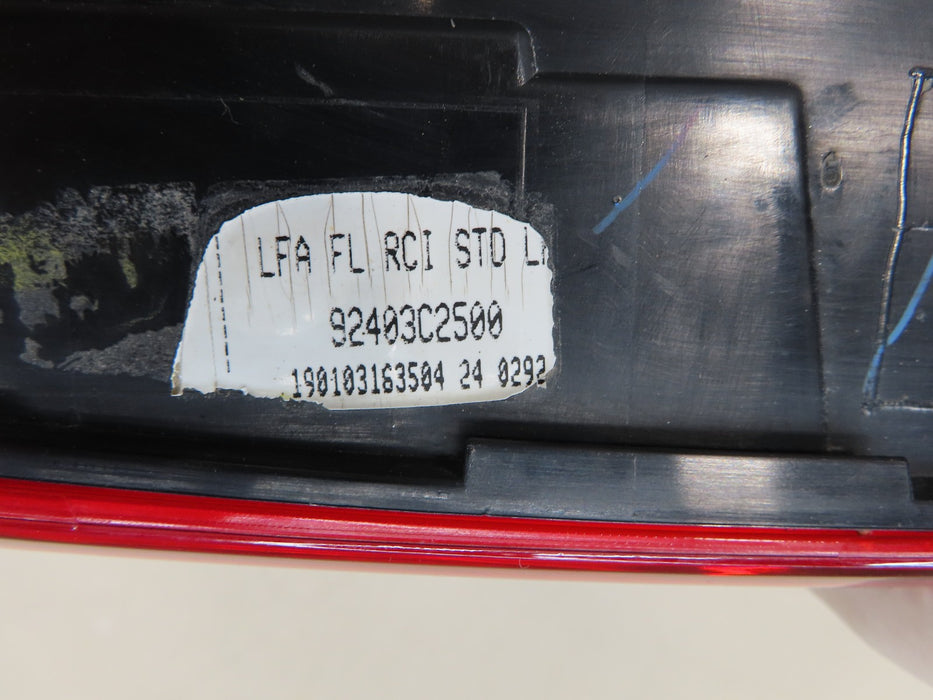 LFA FL RCI STD
92403C2500
190103163504 24 0292